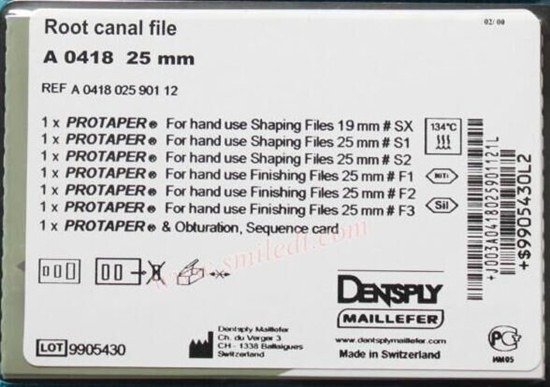 Root canal file
02/00
A 0418 25 mm
REF A 0418 025 901 12
1 x PROTAPER® For hand use Shaping Files 19 mm # SX
1 x PROTAPER® For hand use Shaping Files 25 mm # S1
1 x PROTAPER® For hand use Shaping Files 25 mm # S2
1 x PROTAPER® For hand use Finishing Files 25 mm # F1
1 x PROTAPER® For hand use Finishing Files 25 mm # F2
1 x PROTAPER® For hand use Finishing Files 25 mm # F3
1 x PROTAPER® & Obturation, Sequence card
134°C
NiTi
Sil
+J003A0418025901121L
+$9905430L2
www.smiledl.com
DENTSPLY
MAILLEFER
LOT 9905430
Dentsply Maillefer
Ch. du Verger 3
CH - 1338 Ballaigues
Switzerland
www.dentsplymaillefer.com
Made in Switzerland
ИМ05